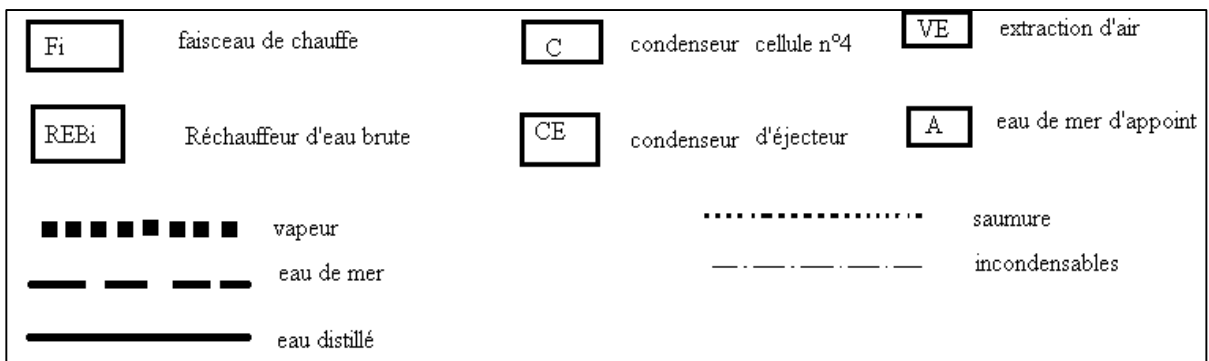 Fi faisceau de chauffe C condenseur cellule n°4 VE extraction d'air
REBi Réchauffeur d'eau brute CE condenseur d'éjecteur A eau de mer d'appoint
vapeur saumure
eau de mer incondensables
eau distillé